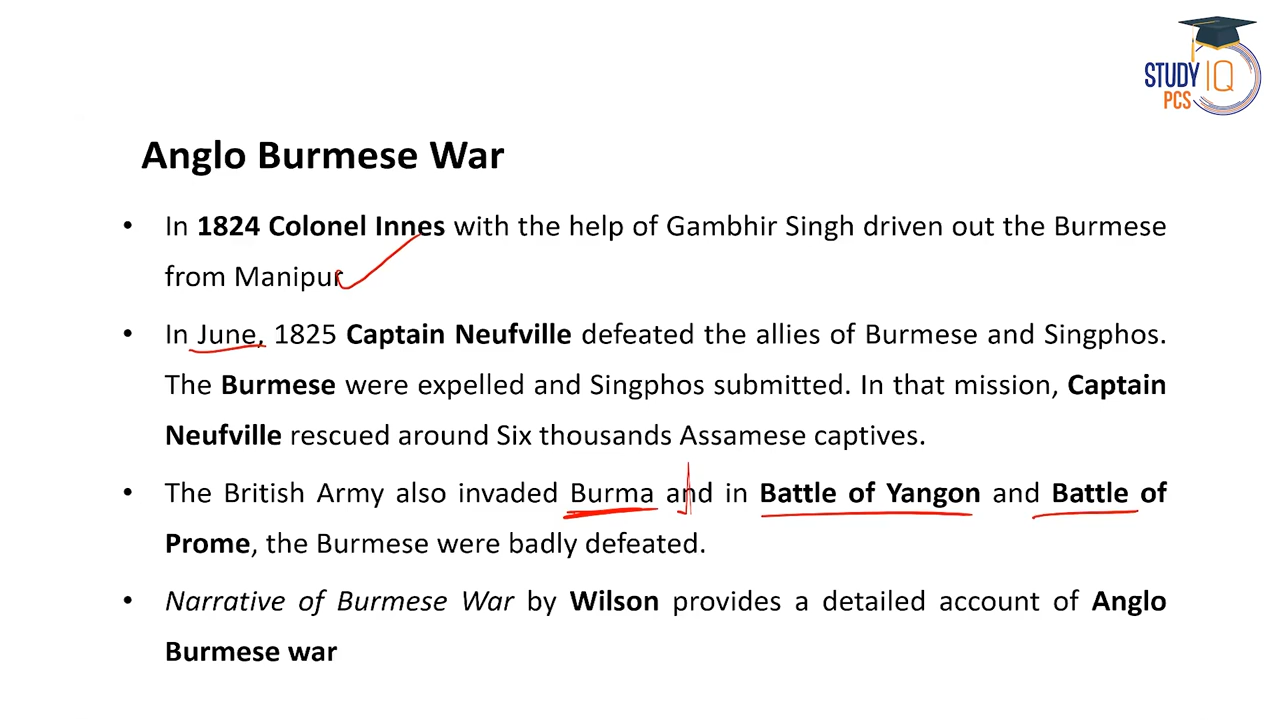 STUDY IQ
PCS
Anglo Burmese War
• In 1824 Colonel Innes with the help of Gambhir Singh driven out the Burmese
from Manipur
• In June, 1825 Captain Neufville defeated the allies of Burmese and Singphos.
The Burmese were expelled and Singphos submitted. In that mission, Captain
Neufville rescued around Six thousands Assamese captives.
• The British Army also invaded Burma and in Battle of Yangon and Battle of
Prome, the Burmese were badly defeated.
• Narrative of Burmese War by Wilson provides a detailed account of Anglo
Burmese war